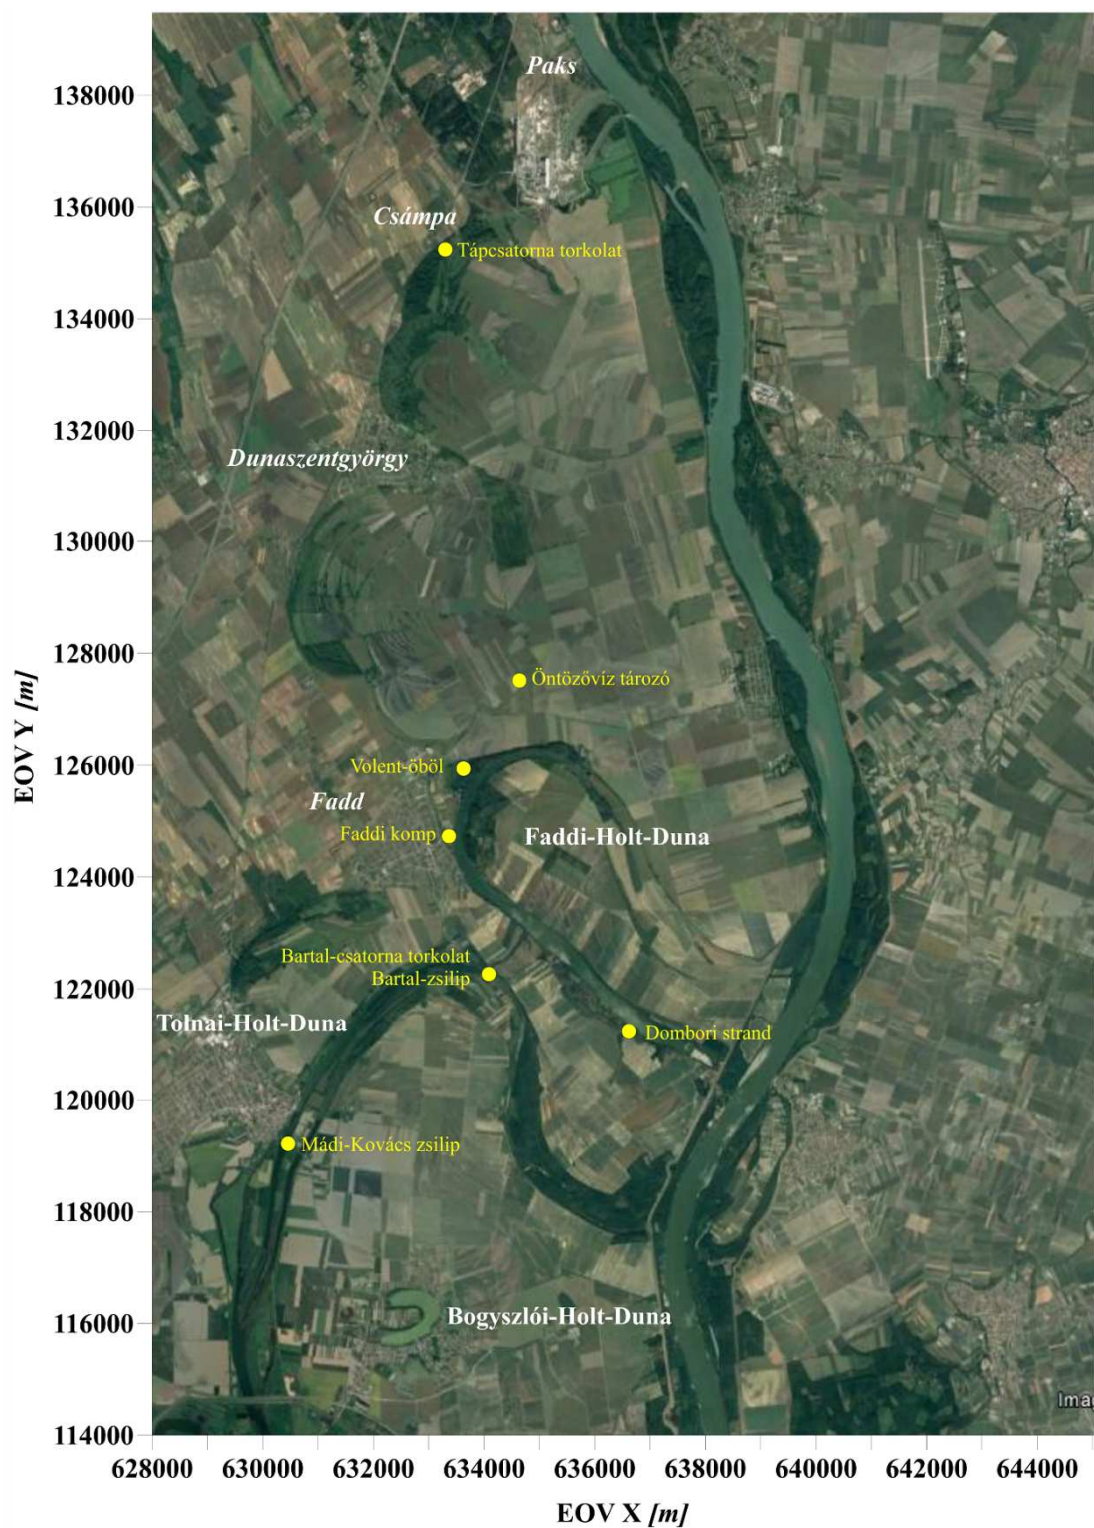 Paks
138000
136000
Csámpa
Tápcsatorna torkolat
134000
132000
Dunaszentgyörgy
130000
128000
Öntözővíz tározó
EOV Y [m]
126000
Volent-öböl
Fadd
Faddi komp
Faddi-Holt-Duna
124000
Bartal-csatorna torkolat
Bartal-zsilip
122000
Tolnai-Holt-Duna
Dombori strand
120000
Mádi-Kovács zsilip
118000
116000
Bogyszlói-Holt-Duna
Imag
114000
628000 630000 632000 634000 636000 638000 640000 642000 644000
EOV X [m]